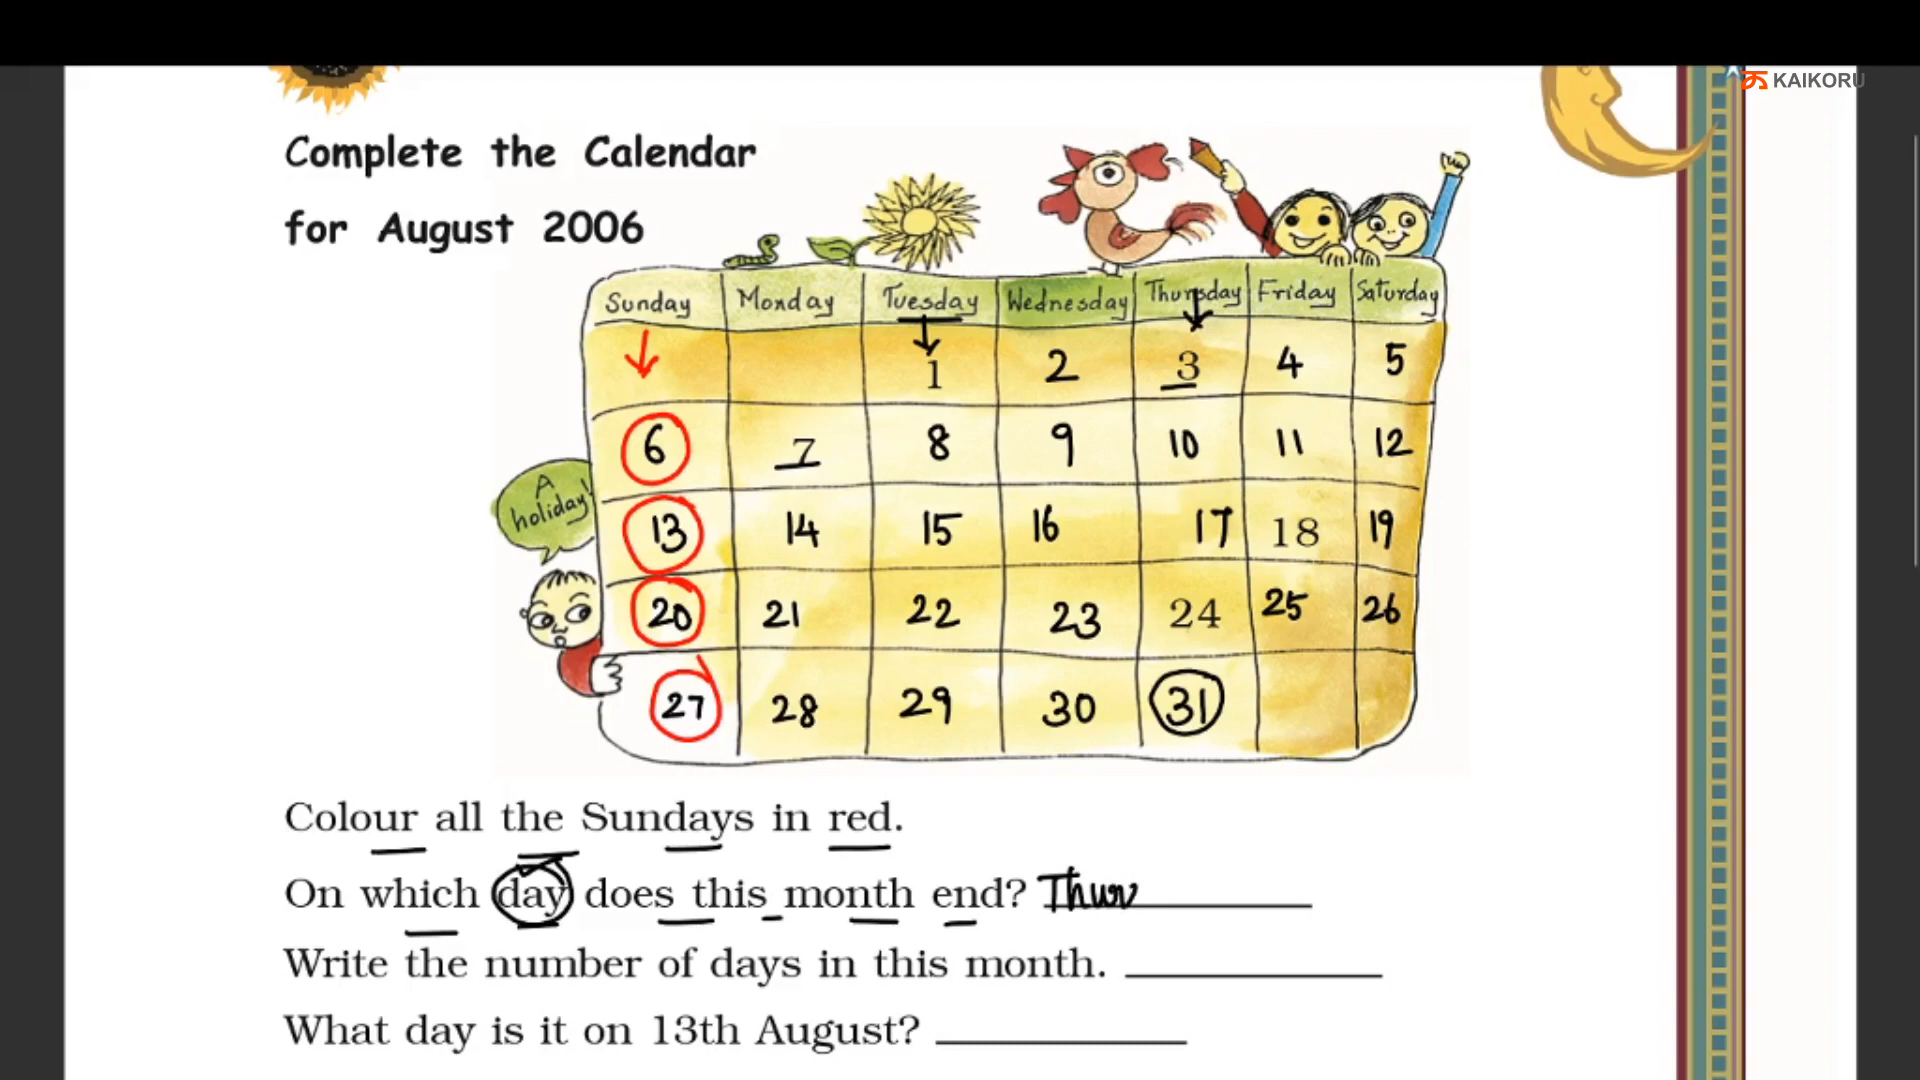 KAIKORU
Complete the Calendar
for August 2006
Sunday Monday Tuesday Wednesday Thursday Friday Saturday
1 2 3 4 5
6 7 8 9 10 11 12
A
holiday!
13 14 15 16 17 18 19
20 21 22 23 24 25 26
27 28 29 30 31
Colour all the Sundays in red.
On which day does this month end? Thur
Write the number of days in this month.
What day is it on 13th August?